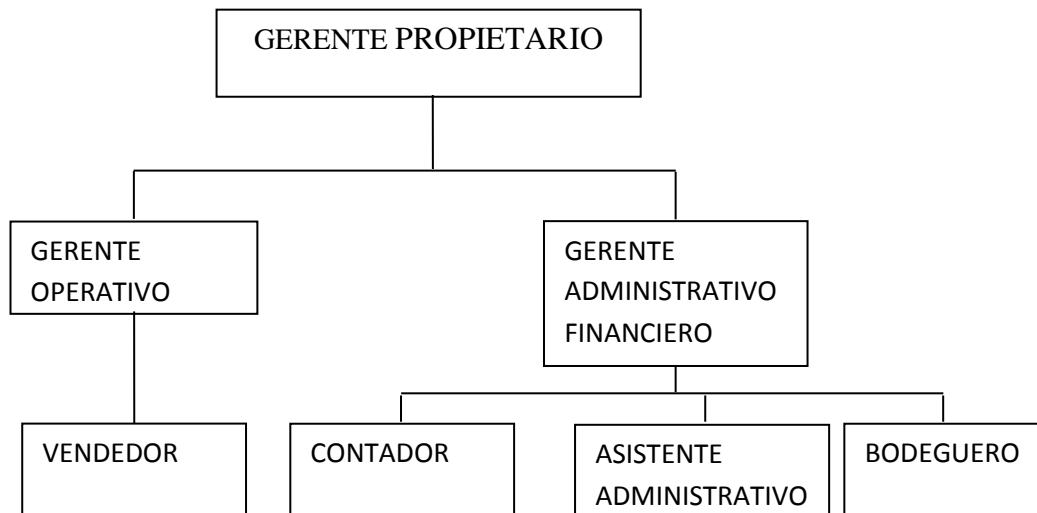 GERENTE PROPIETARIO
GERENTE
OPERATIVO
GERENTE
ADMINISTRATIVO
FINANCIERO
VENDEDOR
CONTADOR
ASISTENTE
ADMINISTRATIVO
BODEGUERO